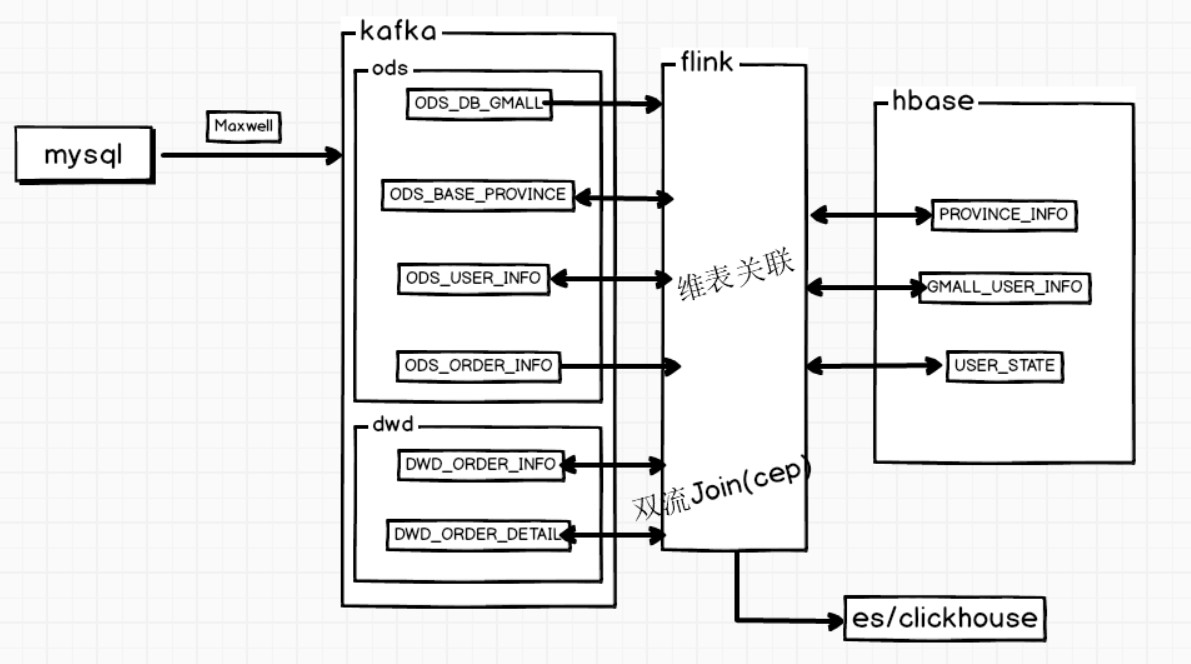 kafka
ods
flink
ODS_DB_GMALL
hbase
Maxwell
mysql
ODS_BASE_PROVINCE
PROVINCE_INFO
ODS_USER_INFO
维表关联
GMALL_USER_INFO
ODS_ORDER_INFO
USER_STATE
dwd
DWD_ORDER_INFO
双流Join(cep)
DWD_ORDER_DETAIL
es/clickhouse